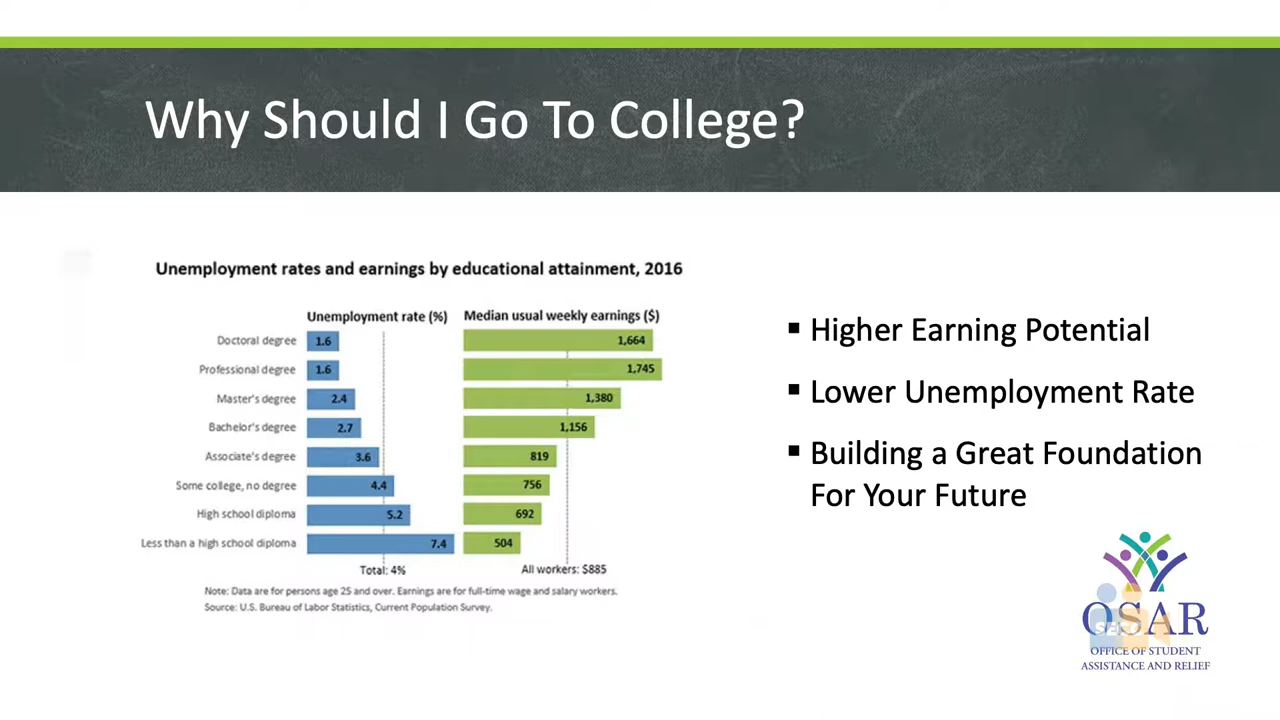 Why Should I Go To College?
Unemployment rates and earnings by educational attainment, 2016
Unemployment rate (%) Median usual weekly earnings ($)
Doctoral degree 1.6 1,664
Professional degree 1.6 1,745
Master's degree 2.4 1,380
Bachelor's degree 2.7 1,156
Associate's degree 3.6 819
Some college, no degree 4.4 756
High school diploma 5.2 692
Less than a high school diploma 7.4 504
Total: 4% All workers: $885
Note: Data are for persons age 25 and over. Earnings are for full-time wage and salary workers.
Source: U.S. Bureau of Labor Statistics, Current Population Survey.
▪ Higher Earning Potential
▪ Lower Unemployment Rate
▪ Building a Great Foundation
For Your Future
OSAR
OFFICE OF STUDENT
ASSISTANCE AND RELIEF